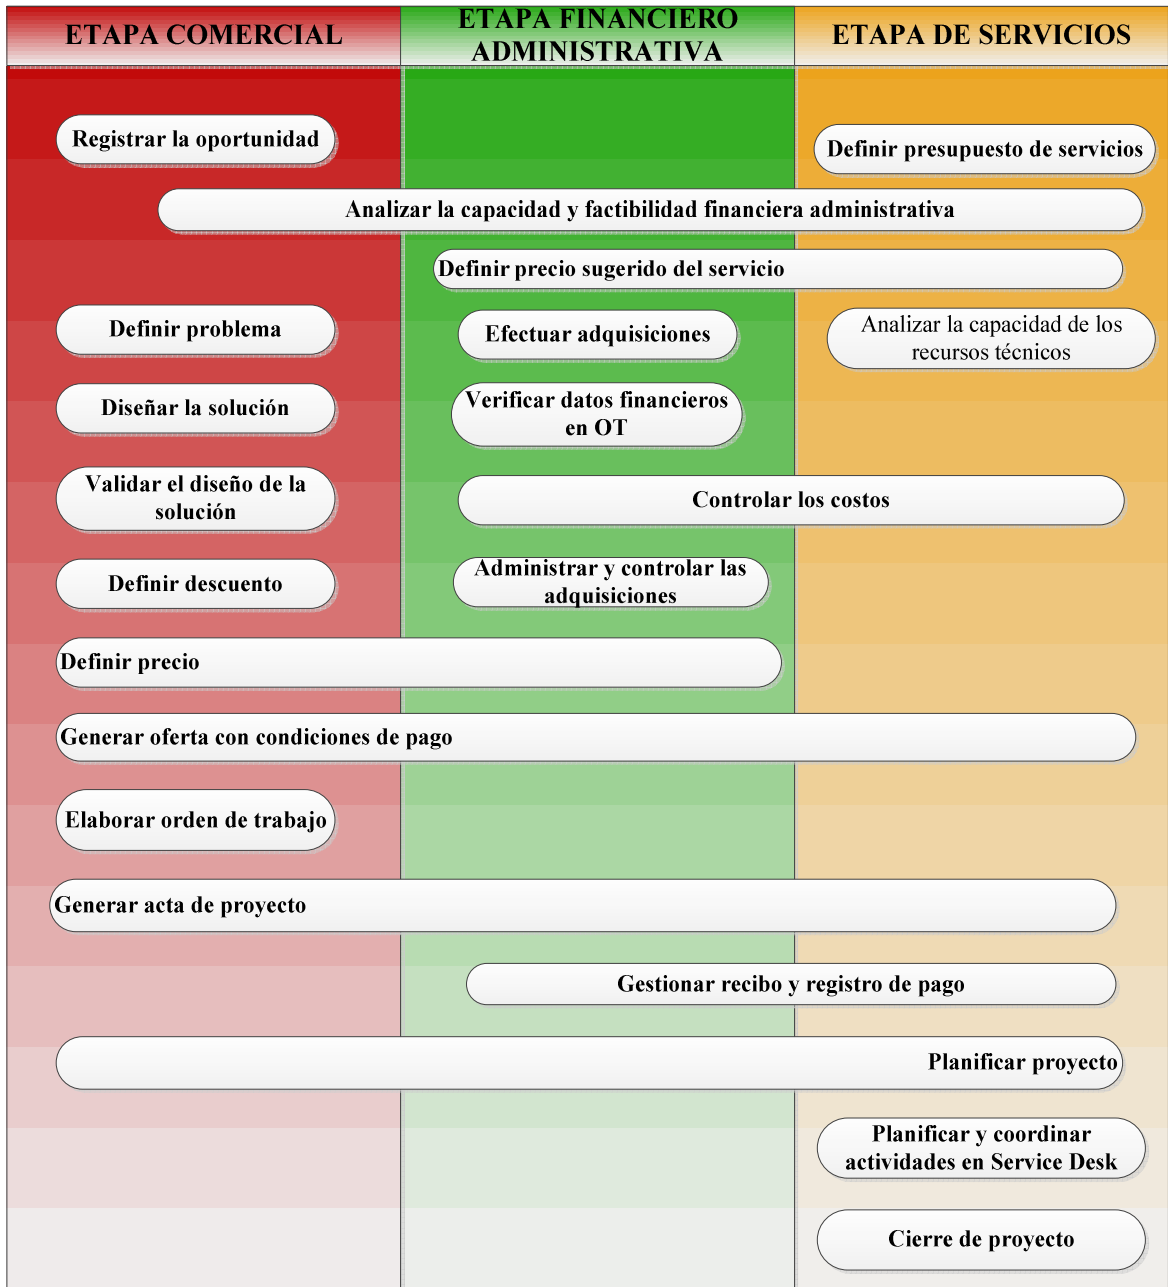 ETAPA COMERCIAL
ETAPA FINANCIERO
ADMINISTRATIVA
ETAPA DE SERVICIOS
Registrar la oportunidad
Definir presupuesto de servicios
Analizar la capacidad y factibilidad financiera administrativa
Definir precio sugerido del servicio
Definir problema
Efectuar adquisiciones
Analizar la capacidad de los
recursos técnicos
Diseñar la solución
Verificar datos financieros
en OT
Validar el diseño de la
solución
Controlar los costos
Definir descuento
Administrar y controlar las
adquisiciones
Definir precio
Generar oferta con condiciones de pago
Elaborar orden de trabajo
Generar acta de proyecto
Gestionar recibo y registro de pago
Planificar proyecto
Planificar y coordinar
actividades en Service Desk
Cierre de proyecto